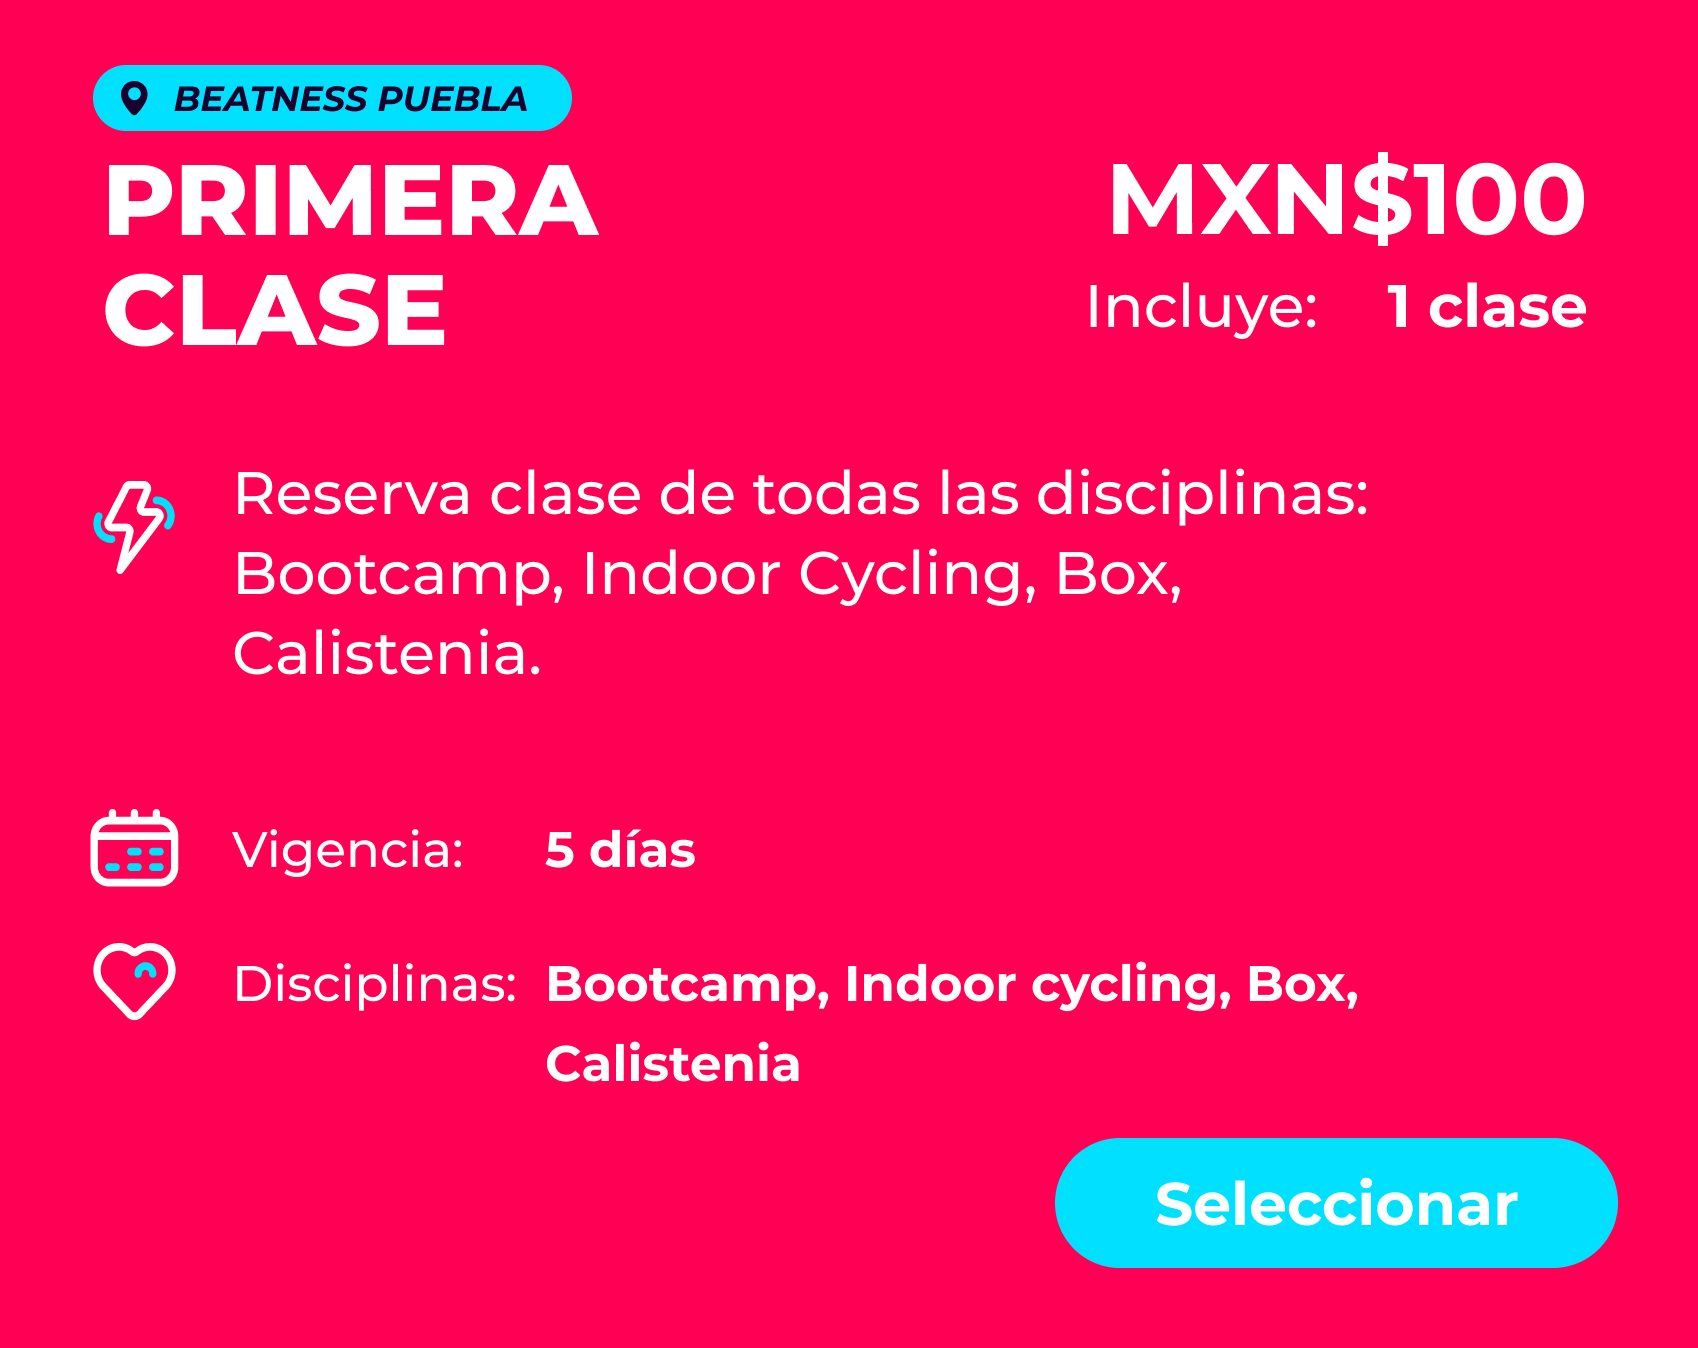 BEATNESS PUEBLA
PRIMERA
CLASE
MXN$100
Incluye: 1 clase
Reserva clase de todas las disciplinas:
Bootcamp, Indoor Cycling, Box,
Calistenia.
Vigencia: 5 días
Disciplinas: Bootcamp, Indoor cycling, Box,
Calistenia
Seleccionar